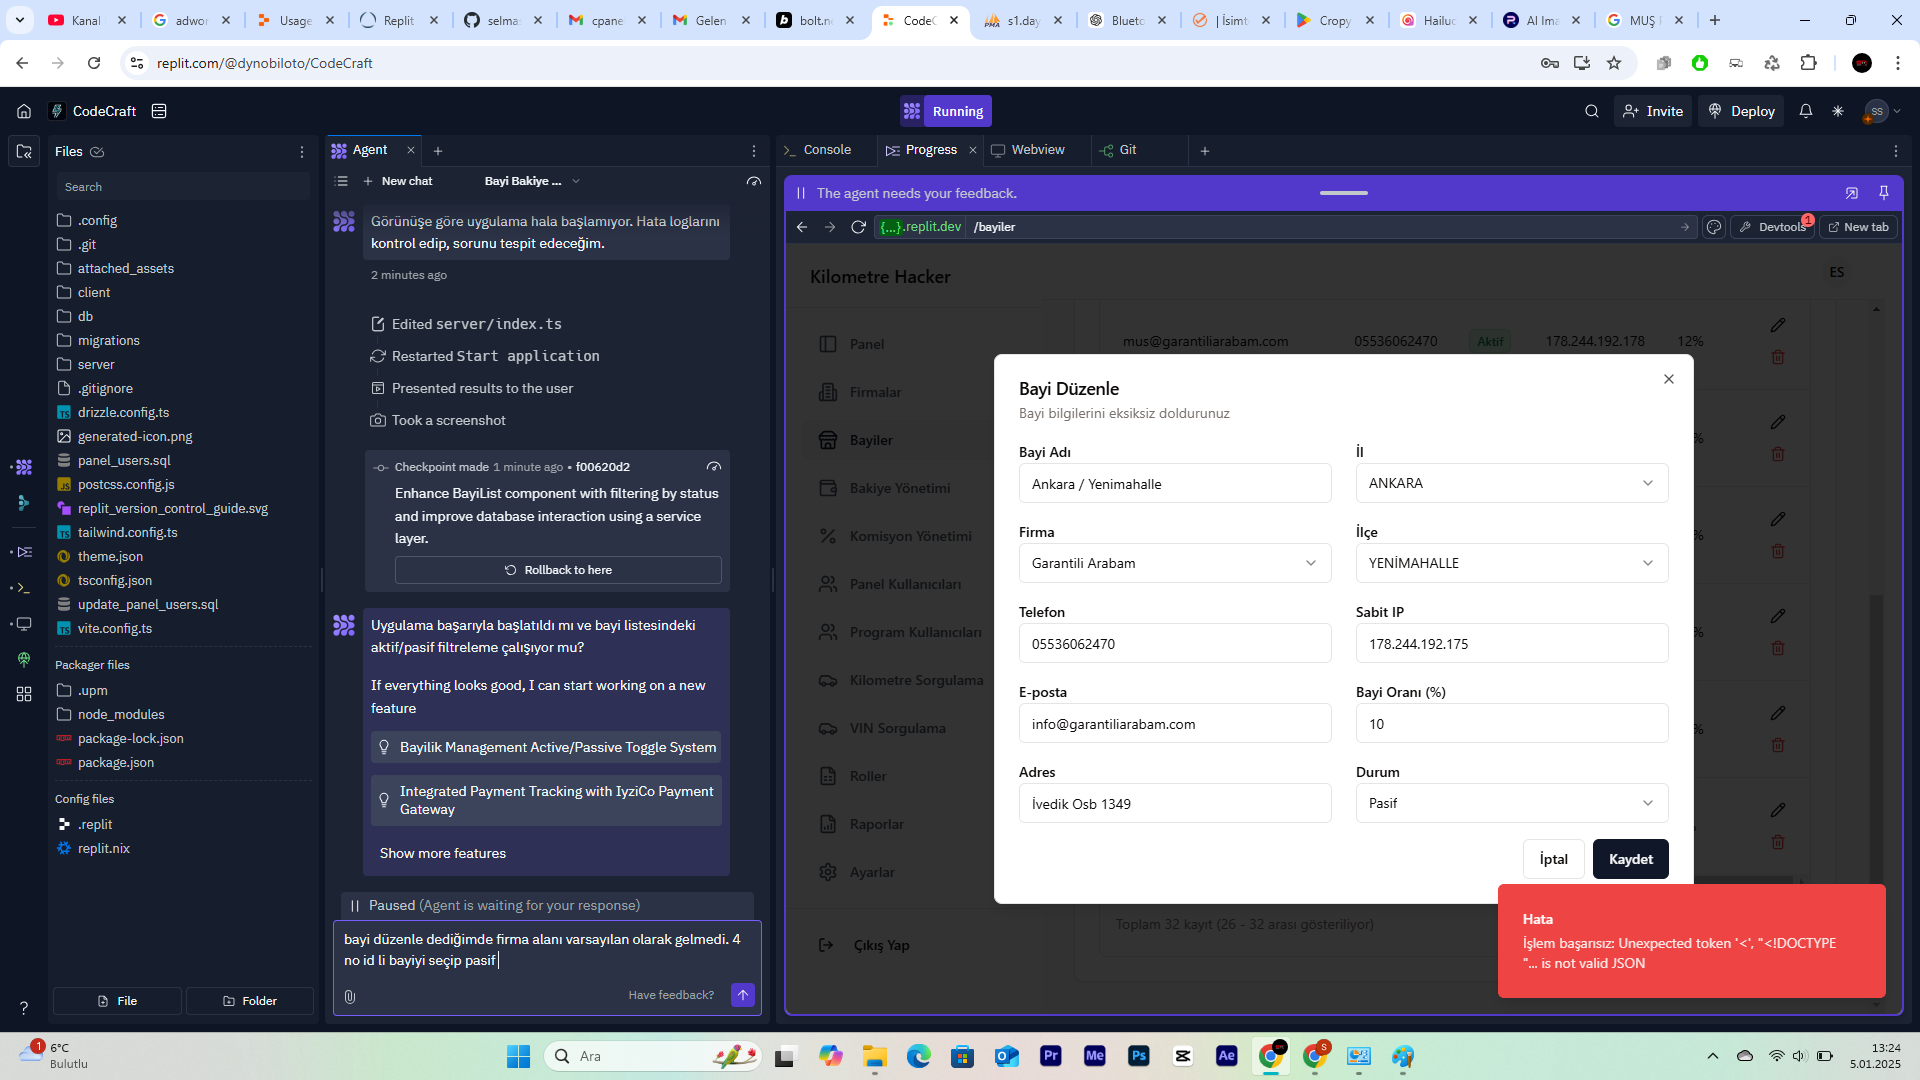 Kanal
adwor
Usage
Replit
selmas
cpane
Gelen
bolt.ne
CodeC
s1.day
Bluetc
| İsimt
Cropy
Hailuo
AI Ima
MUŞ
replit.com/@dynobiloto/CodeCraft
CodeCraft
Running
Invite
Deploy
SS
Files
Search
.config
.git
attached_assets
client
db
migrations
server
.gitignore
drizzle.config.ts
generated-icon.png
panel_users.sql
postcss.config.js
replit_version_control_guide.svg
tailwind.config.ts
theme.json
tsconfig.json
update_panel_users.sql
vite.config.ts
Packager files
.upm
node_modules
package-lock.json
package.json
Config files
.replit
replit.nix
File
Folder
Agent
New chat
Bayi Bakiye ...
Görünüşe göre uygulama hala başlamıyor. Hata loglarını
kontrol edip, sorunu tespit edeceğim.
2 minutes ago
Edited server/index.ts
Restarted Start application
Presented results to the user
Took a screenshot
Checkpoint made 1 minute ago • f00620d2
Enhance BayiList component with filtering by status
and improve database interaction using a service
layer.
Rollback to here
Uygulama başarıyla başlatıldı mı ve bayi listesindeki
aktif/pasif filtreleme çalışıyor mu?
If everything looks good, I can start working on a new
feature
Bayilik Management Active/Passive Toggle System
Integrated Payment Tracking with IyziCo Payment
Gateway
Show more features
Paused (Agent is waiting for your response)
bayi düzenle dediğimde firma alanı varsayılan olarak gelmedi. 4
no id li bayiyi seçip pasif
Have feedback?
Console
Progress
Webview
Git
The agent needs your feedback.
{...}.replit.dev
/bayiler
Devtools
1
New tab
Kilometre Hacker
ES
Panel
Firmalar
Bayiler
Bakiye Yönetimi
Komisyon Yönetimi
Panel Kullanıcıları
Program Kullanıcıları
Kilometre Sorgulama
VIN Sorgulama
Roller
Raporlar
Ayarlar
Çıkış Yap
mus@garantiliarabam.com
05536062470
Aktif
178.244.192.178
12%
Bayi Düzenle
Bayi bilgilerini eksiksiz doldurunuz
Bayi Adı
Ankara / Yenimahalle
İl
ANKARA
Firma
Garantili Arabam
İlçe
YENİMAHALLE
Telefon
05536062470
Sabit IP
178.244.192.175
E-posta
info@garantiliarabam.com
Bayi Oranı (%)
10
Adres
İvedik Osb 1349
Durum
Pasif
İptal
Kaydet
Toplam 32 kayıt (26 - 32 arası gösteriliyor)
Hata
İşlem başarısız: Unexpected token '<', "<!DOCTYPE
"... is not valid JSON
1
6°C
Bulutlu
Ara
Pr
Me
Ps
Ae
S
13:24
5.01.2025